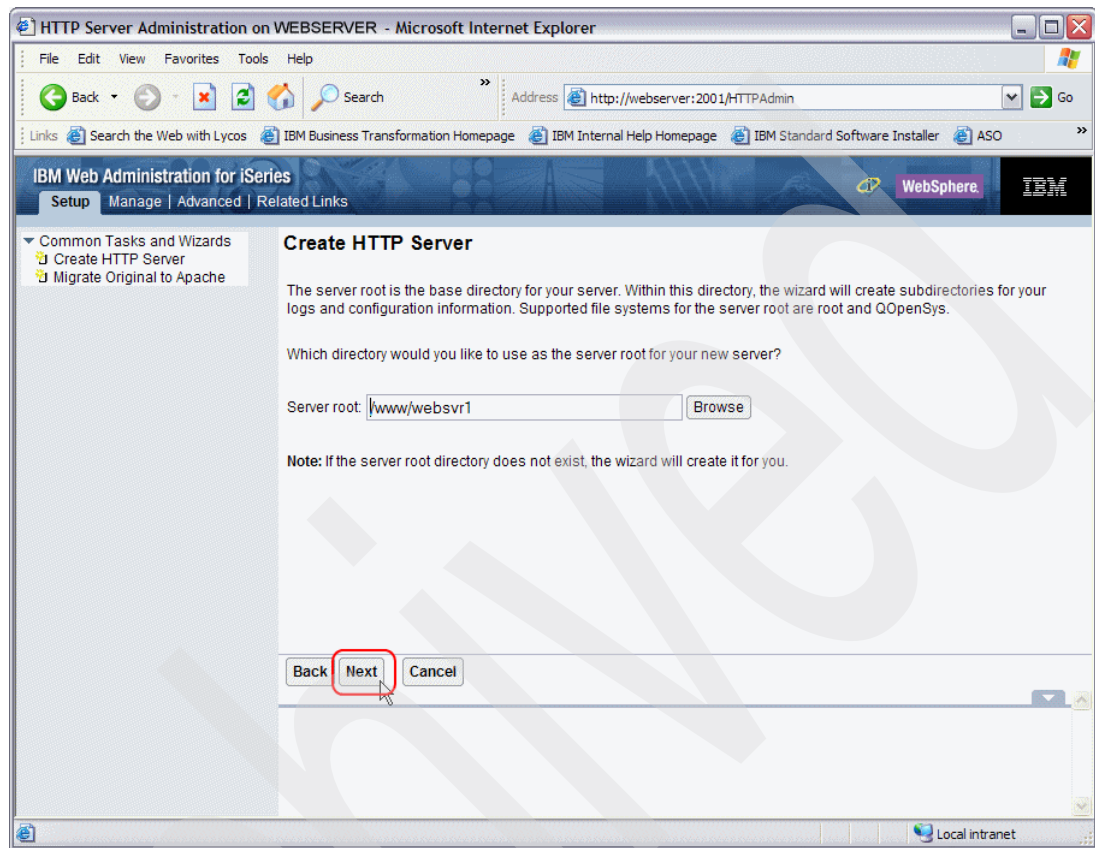 HTTP Server Administration on WEBSERVER - Microsoft Internet Explorer
File Edit View Favorites Tools Help
Back Search » Address http://webserver:2001/HTTPAdmin Go
Links Search the Web with Lycos IBM Business Transformation Homepage IBM Internal Help Homepage IBM Standard Software Installer ASO »
IBM Web Administration for iSeries
WebSphere. IBM
Setup Manage | Advanced | Related Links
Common Tasks and Wizards
Create HTTP Server
Migrate Original to Apache
Create HTTP Server
The server root is the base directory for your server. Within this directory, the wizard will create subdirectories for your
logs and configuration information. Supported file systems for the server root are root and QOpenSys.
Which directory would you like to use as the server root for your new server?
Server root: /www/websvr1 Browse
Note: If the server root directory does not exist, the wizard will create it for you.
Back Next Cancel
Local intranet